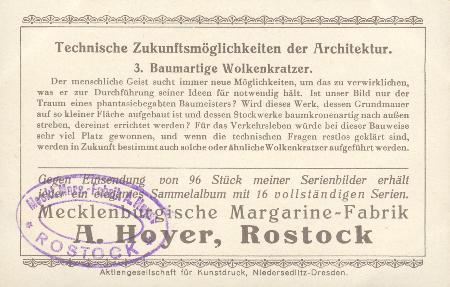 Technische Zukunftsmöglichkeiten der Architektur.
3. Baumartige Wolkenkratzer.
Der menschliche Geist sucht immer neue Möglichkeiten, um das zu verwirklichen,
was er zur Durchführung seiner Ideen für notwendig hält. Ist unser Bild nur der
Traum eines phantasiebegabten Baumeisters? Wird dieses Werk, dessen Grundmauer
auf so kleiner Fläche aufgebaut ist und dessen Stockwerke baumkronenartig nach außen
streben, dereinst errichtet werden? Für das Verkehrsleben würde bei dieser Bauweise
sehr viel Platz gewonnen, und wenn die technischen Fragen restlos geklärt sind,
werden in Zukunft bestimmt auch solche oder ähnliche Wolkenkratzer aufgeführt werden.
Gegen Einsendung von 96 Stück meiner Serienbilder erhält
jeder ein elegantes Sammelalbum mit 16 vollständigen Serien.
Mecklenburgische Margarine-Fabrik
A. Hoyer, Rostock
ROSTOCK
Aktiengesellschaft für Kunstdruck, Niedersedlitz-Dresden.